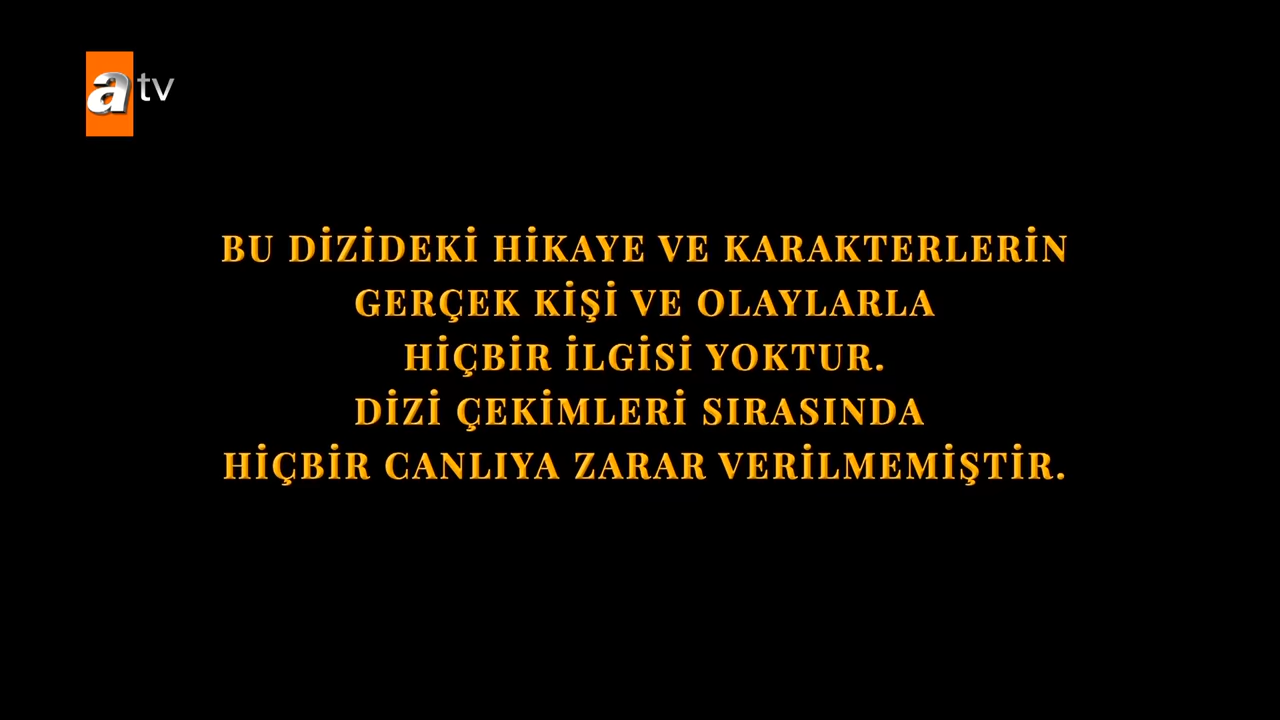 atv
BU DİZİDEKİ HİKAYE VE KARAKTERLERİN
GERÇEK KİŞİ VE OLAYLARLA
HİÇBİR İLGİSİ YOKTUR.
DİZİ ÇEKİMLERİ SIRASINDA
HİÇBİR CANLIYA ZARAR VERİLMEMİŞTİR.